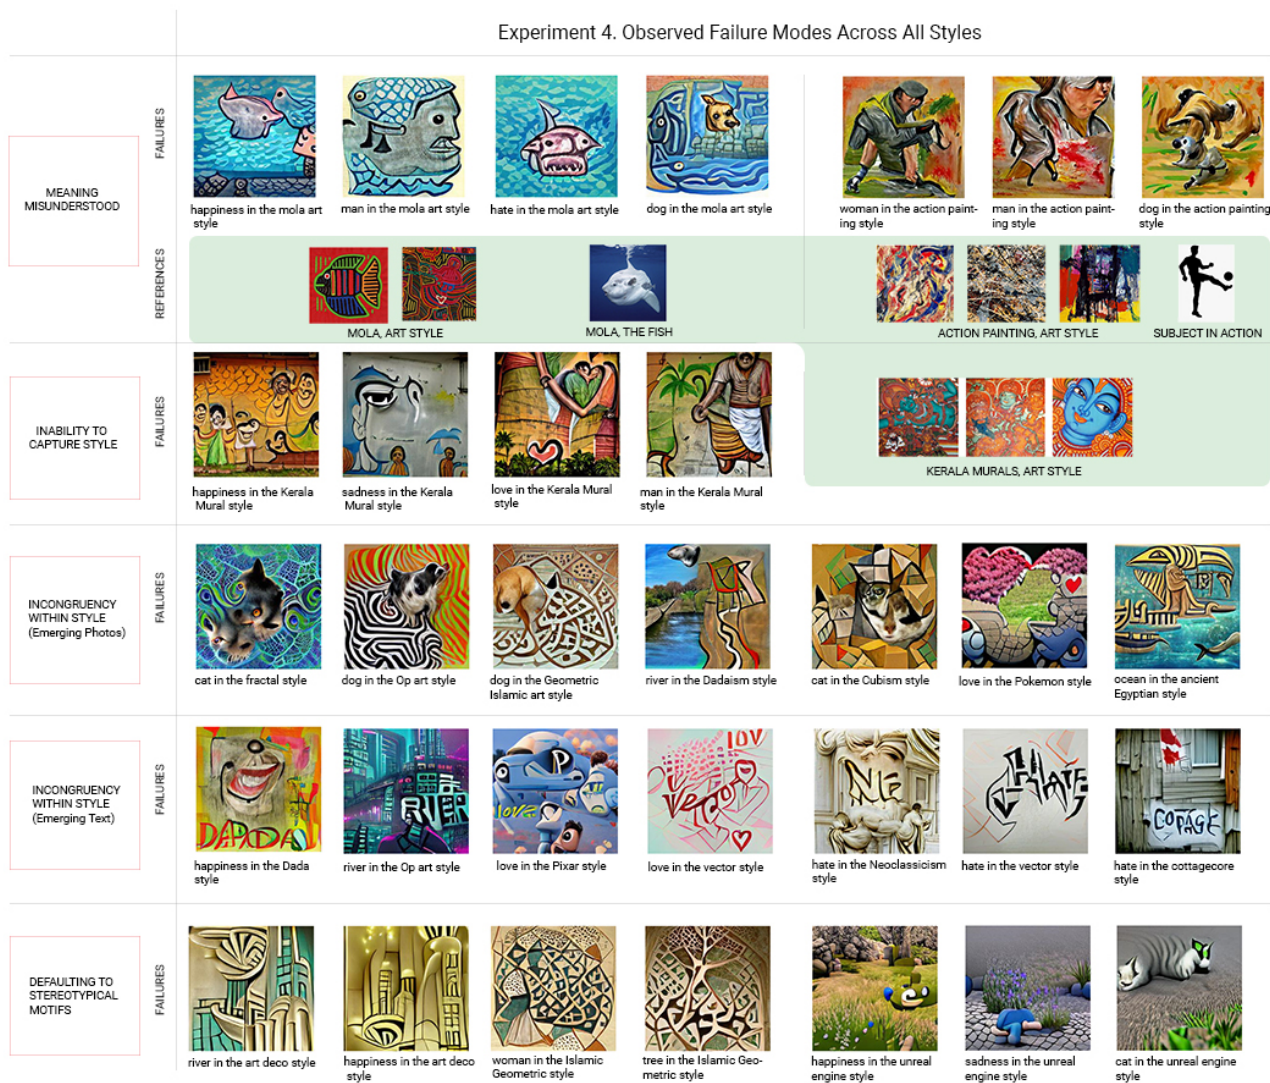 Experiment 4. Observed Failure Modes Across All Styles
MEANING
MISUNDERSTOOD
FAILURES
happiness in the mola art
style
man in the mola art style
hate in the mola art style
dog in the mola art style
woman in the action paint-
ing style
man in the action paint-
ing style
dog in the action painting
style
REFERENCES
MOLA, ART STYLE
MOLA, THE FISH
ACTION PAINTING, ART STYLE
SUBJECT IN ACTION
INABILITY TO
CAPTURE STYLE
FAILURES
happiness in the Kerala
Mural style
sadness in the Kerala
Mural style
love in the Kerala Mural
style
man in the Kerala Mural
style
KERALA MURALS, ART STYLE
INCONGRUENCY
WITHIN STYLE
(Emerging Photos)
FAILURES
cat in the fractal style
dog in the Op art style
dog in the Geometric
Islamic art style
river in the Dadaism style
cat in the Cubism style
love in the Pokemon style
ocean in the ancient
Egyptian style
INCONGRUENCY
WITHIN STYLE
(Emerging Text)
FAILURES
DAPDA
RIVER
love
lov
Vecto
NE
HATE
COTAGE
happiness in the Dada
style
river in the Op art style
love in the Pixar style
love in the vector style
hate in the Neoclassicism
style
hate in the vector style
hate in the cottagecore
style
DEFAULTING TO
STEREOTYPICAL
MOTIFS
FAILURES
river in the art deco style
happiness in the art deco
style
woman in the Islamic
Geometric style
tree in the Islamic Geo-
metric style
happiness in the unreal
engine style
sadness in the unreal
engine style
cat in the unreal engine
style